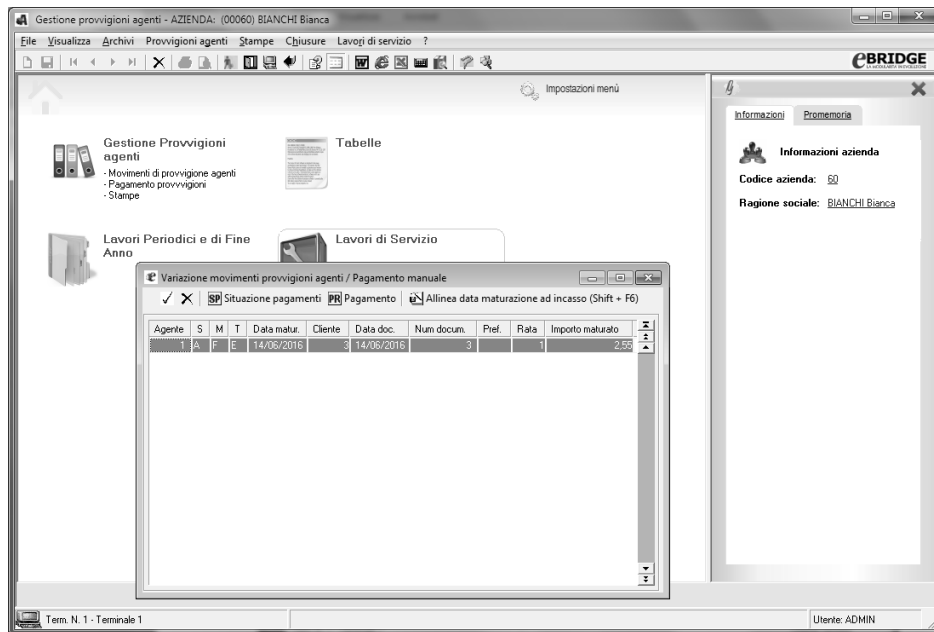 Gestione provvigioni agenti - AZIENDA: (00060) BIANCHI Bianca
File Visualizza Archivi Provvigioni agenti Stampe Chiusure Lavori di servizio ?
eBRIDGE
Impostazioni menù
Gestione Provvigioni
agenti
- Movimenti di provvigione agenti
- Pagamento provvvigioni
- Stampe
Tabelle
Lavori Periodici e di Fine
Anno
Lavori di Servizio
Informazioni Promemoria
Informazioni azienda
Codice azienda: 60
Ragione sociale: BIANCHI Bianca
Variazione movimenti provvigioni agenti / Pagamento manuale
SP Situazione pagamenti PR Pagamento Allinea data maturazione ad incasso (Shift + F6)
Agente S M T Data matur. Cliente Data doc. Num docum. Pref. Rata Importo maturato
1 A F E 14/06/2016 3 14/06/2016 3 1 2,55
Term. N. 1 - Terminale 1
Utente: ADMIN